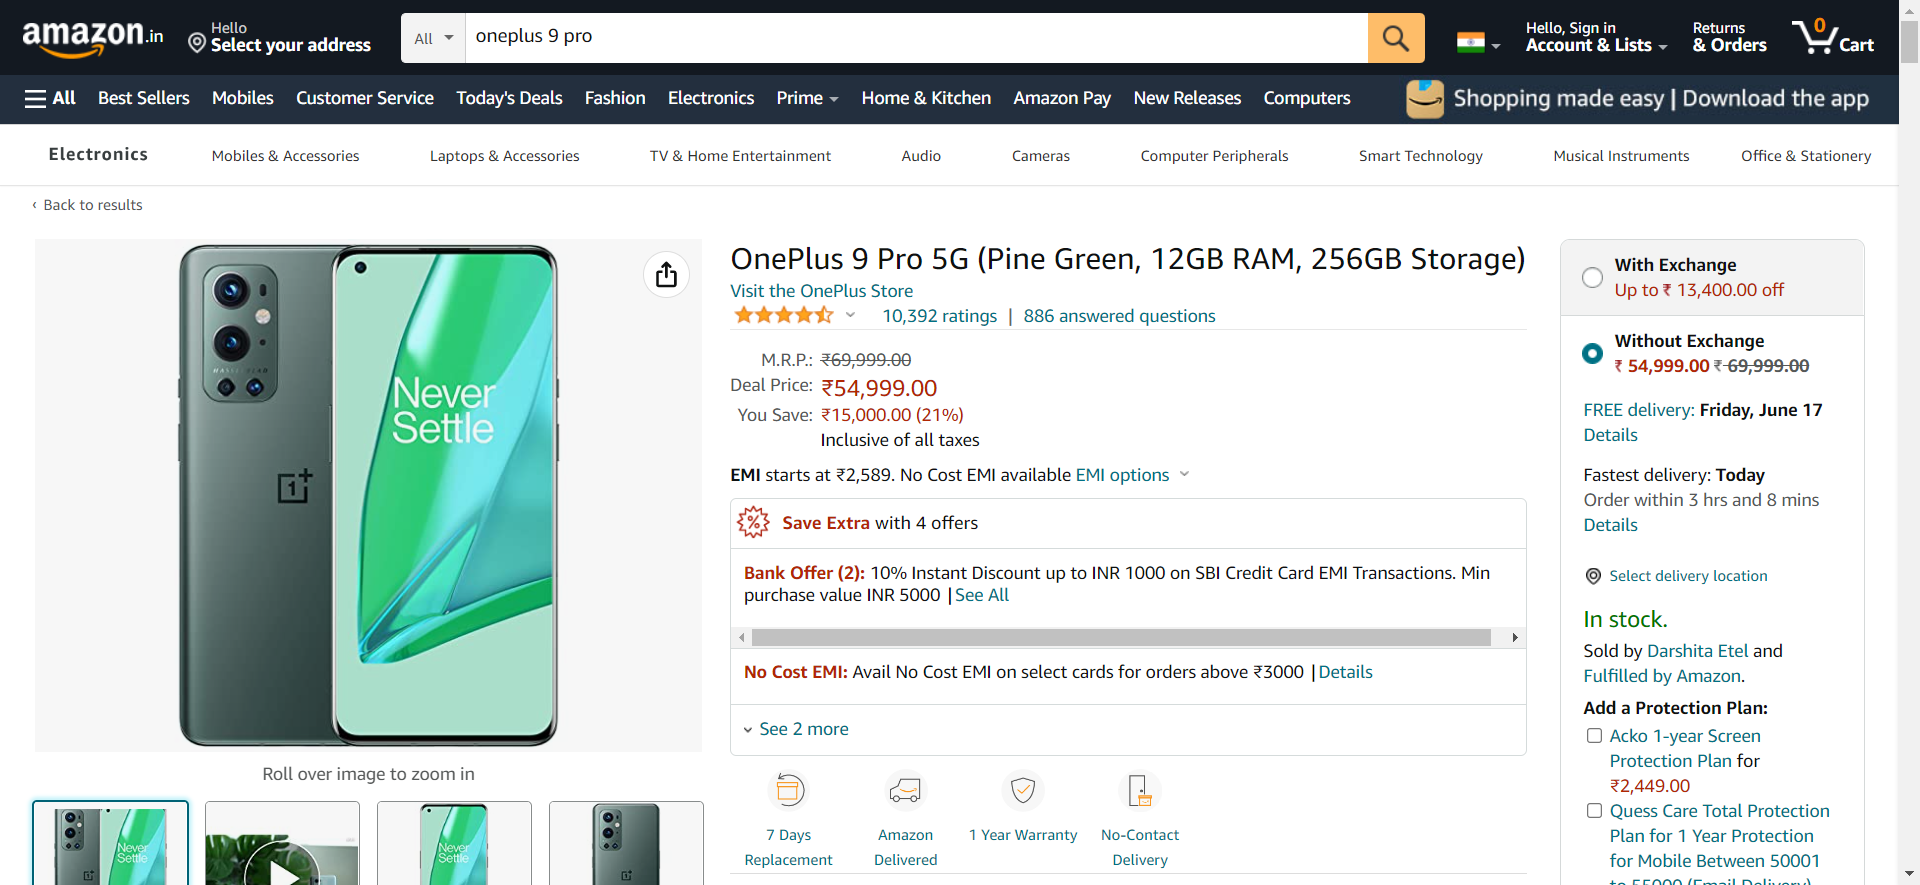 amazon.in
Hello
Select your address
All
oneplus 9 pro
Hello, Sign in
Account & Lists
Returns
& Orders
0
Cart
All
Best Sellers
Mobiles
Customer Service
Today's Deals
Fashion
Electronics
Prime
Home & Kitchen
Amazon Pay
New Releases
Computers
Shopping made easy | Download the app
Electronics
Mobiles & Accessories
Laptops & Accessories
TV & Home Entertainment
Audio
Cameras
Computer Peripherals
Smart Technology
Musical Instruments
Office & Stationery
‹ Back to results
HASSELBLAD
Never
Settle
1
Roll over image to zoom in
Never
Settle
Never
Settle
OnePlus 9 Pro 5G (Pine Green, 12GB RAM, 256GB Storage)
Visit the OnePlus Store
10,392 ratings | 886 answered questions
M.R.P.: ₹69,999.00
Deal Price: ₹54,999.00
You Save: ₹15,000.00 (21%)
Inclusive of all taxes
EMI starts at ₹2,589. No Cost EMI available EMI options
% Save Extra with 4 offers
Bank Offer (2): 10% Instant Discount up to INR 1000 on SBI Credit Card EMI Transactions. Min
purchase value INR 5000 | See All
No Cost EMI: Avail No Cost EMI on select cards for orders above ₹3000 | Details
See 2 more
7 Days
Replacement
Amazon
Delivered
1 Year Warranty
No-Contact
Delivery
With Exchange
Up to ₹ 13,400.00 off
Without Exchange
₹ 54,999.00 ₹ 69,999.00
FREE delivery: Friday, June 17
Details
Fastest delivery: Today
Order within 3 hrs and 8 mins
Details
Select delivery location
In stock.
Sold by Darshita Etel and
Fulfilled by Amazon.
Add a Protection Plan:
Acko 1-year Screen
Protection Plan for
₹2,449.00
Quess Care Total Protection
Plan for 1 Year Protection
for Mobile Between 50001
to 55000 (Email Delivery)